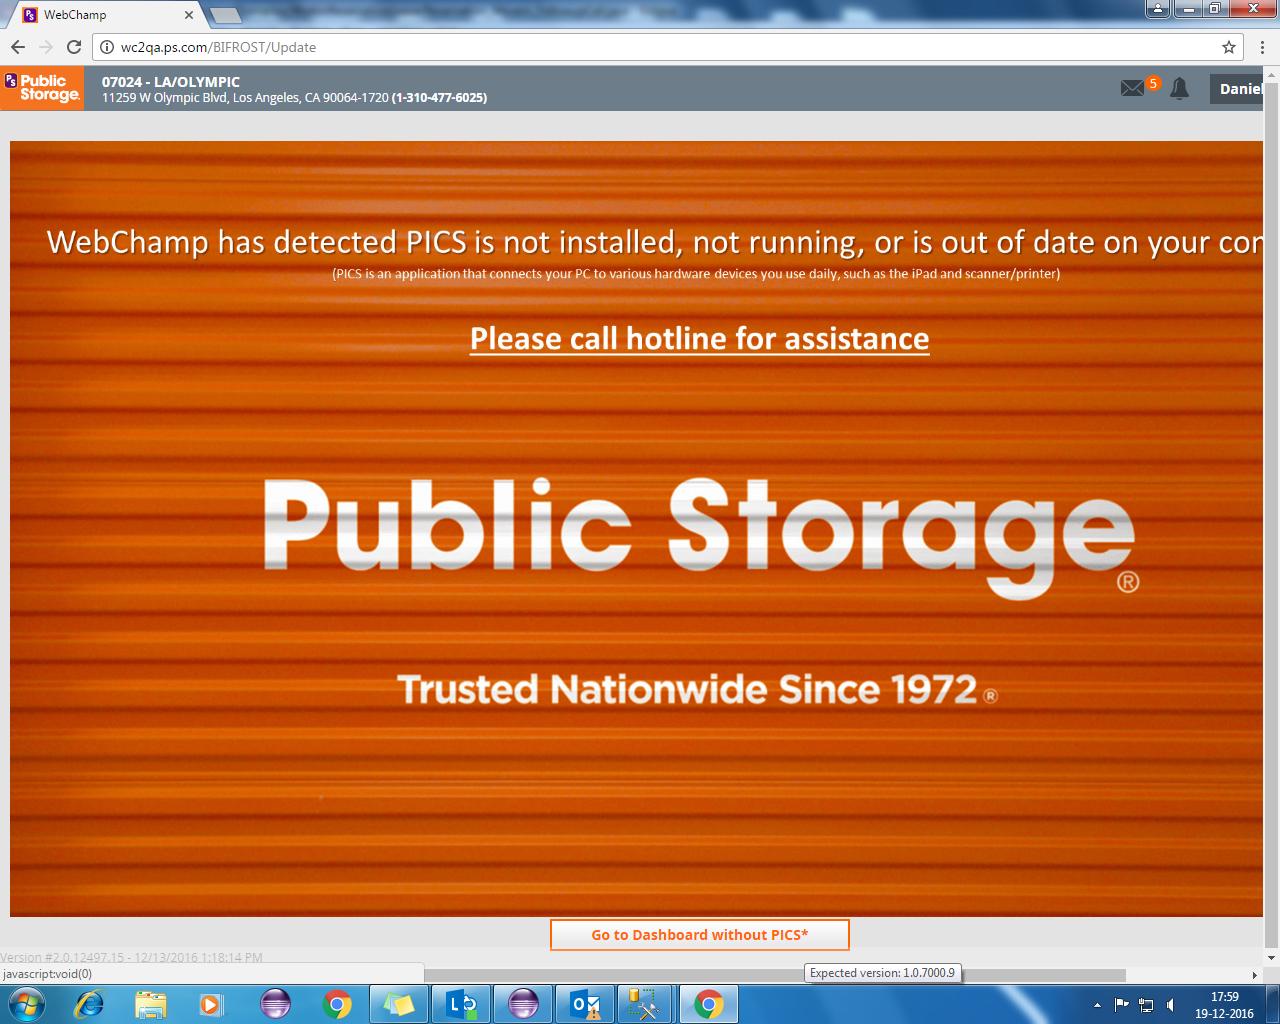 WebChamp
wc2qa.ps.com/BIFROST/Update
PS Public Storage.
07024 - LA/OLYMPIC
11259 W Olympic Blvd, Los Angeles, CA 90064-1720 (1-310-477-6025)
5
Daniel
WebChamp has detected PICS is not installed, not running, or is out of date on your con
(PICS is an application that connects your PC to various hardware devices you use daily, such as the iPad and scanner/printer)
Please call hotline for assistance
Public Storage®
Trusted Nationwide Since 1972®
Go to Dashboard without PICS*
Version #2.0.12497.15 - 12/13/2016 1:18:14 PM
javascript:void(0)
Expected version: 1.0.7000.9
17:59
19-12-2016